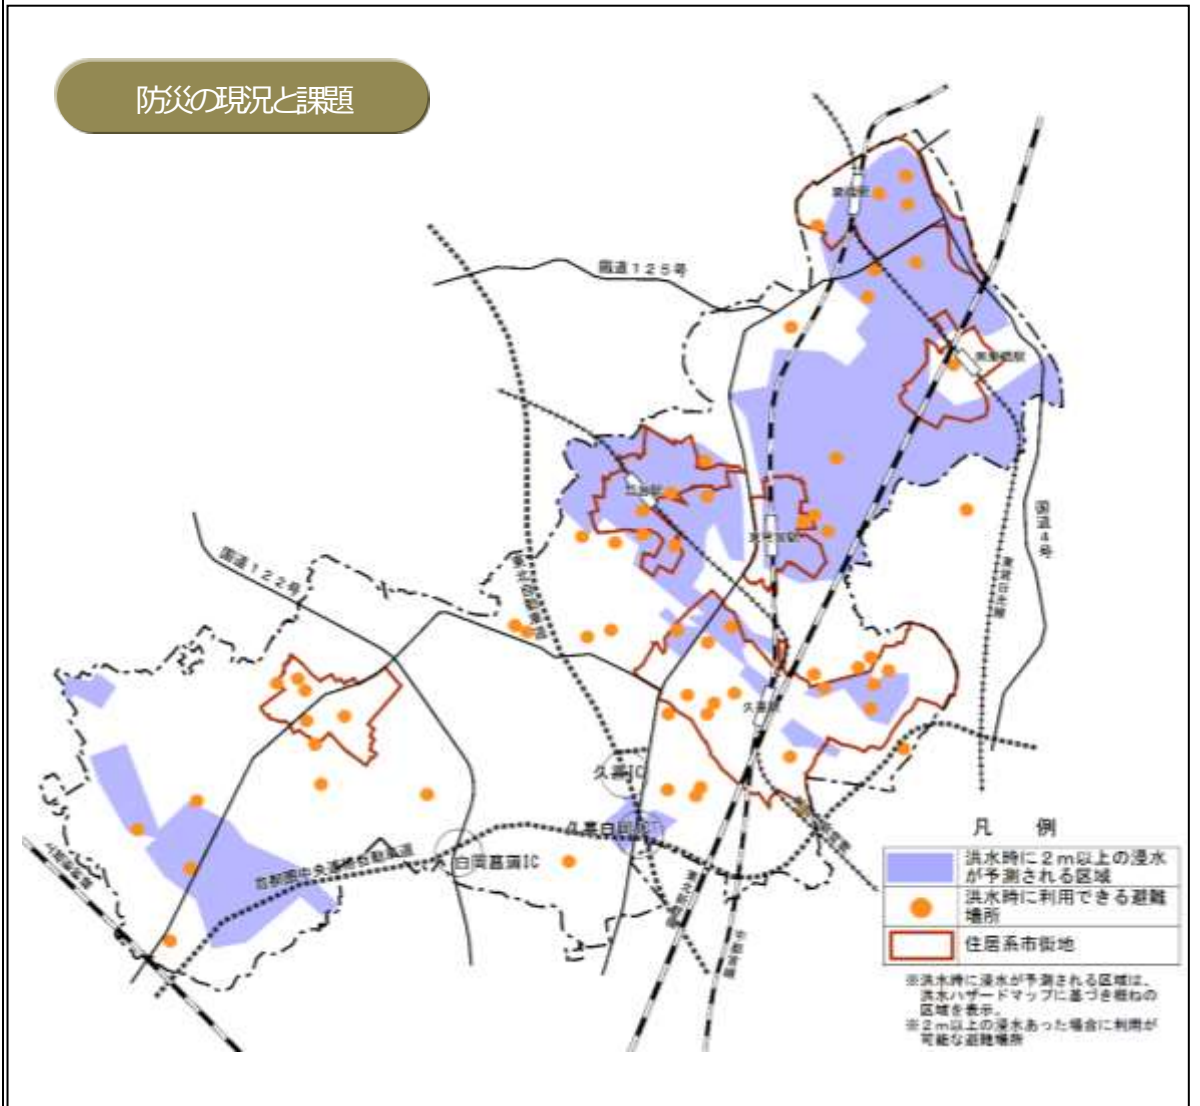 防災の現況と課題
国道125号
国道4号
国道122号
久喜駅
久喜IC
久喜白岡JCT
白岡菖蒲IC
首都圏中央連絡自動車道
凡 例
洪水時に2m以上の浸水
が予測される区域
洪水時に利用できる避難
場所
住居系市街地
※洪水時に浸水が予測される区域は、
洪水ハザードマップに基づき概ねの
区域を表示。
※2m以上の浸水あった場合に利用が
可能な避難場所